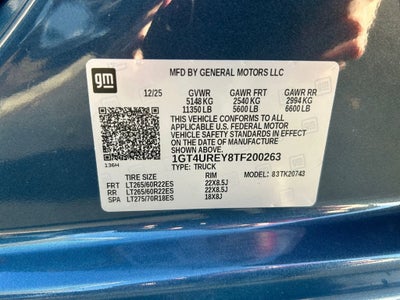 gm
MFD BY GENERAL MOTORS LLC
12/25 GVWR GAWR FRT GAWR RR
5148 KG 2540 KG 2994 KG
11350 LB 5600 LB 6600 LB
THIS VEHICLE CONFORMS TO ALL
APPLICABLE U.S. FEDERAL MOTOR
VEHICLE SAFETY STANDARDS IN EFFECT
ON THE DATE OF MANUFACTURE
SHOWN ABOVE.
1GT4UREY8TF200263
136H TYPE: TRUCK
TIRE SIZE RIM MODEL: 83TK20743
FRT LT265/60R22ES 22X8.5J
RR LT265/60R22ES 22X8.5J
SPA LT275/70R18ES 18X8J